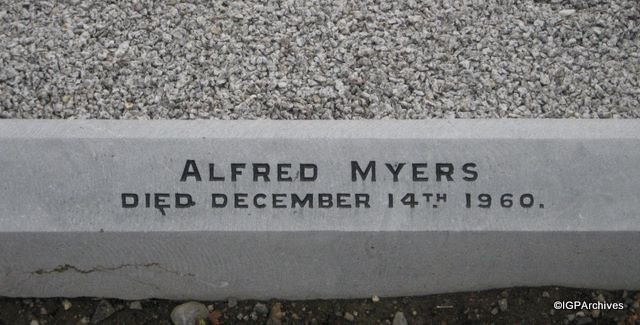 ALFRED MYERS
DIED DECEMBER 14TH 1960.
©IGPArchives